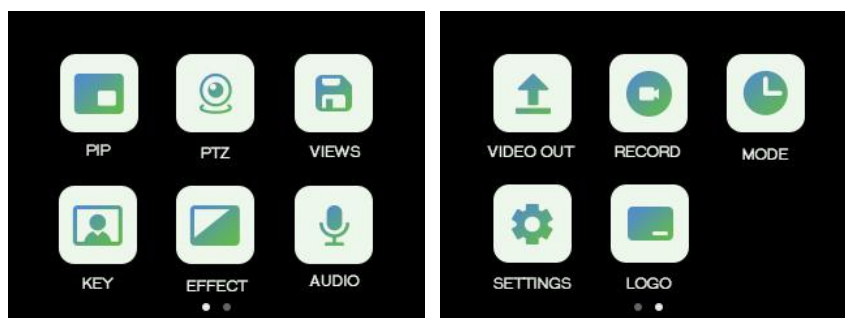 PIP
PTZ
VIEWS
KEY
EFFECT
AUDIO
VIDEO OUT
RECORD
MODE
SETTINGS
LOGO